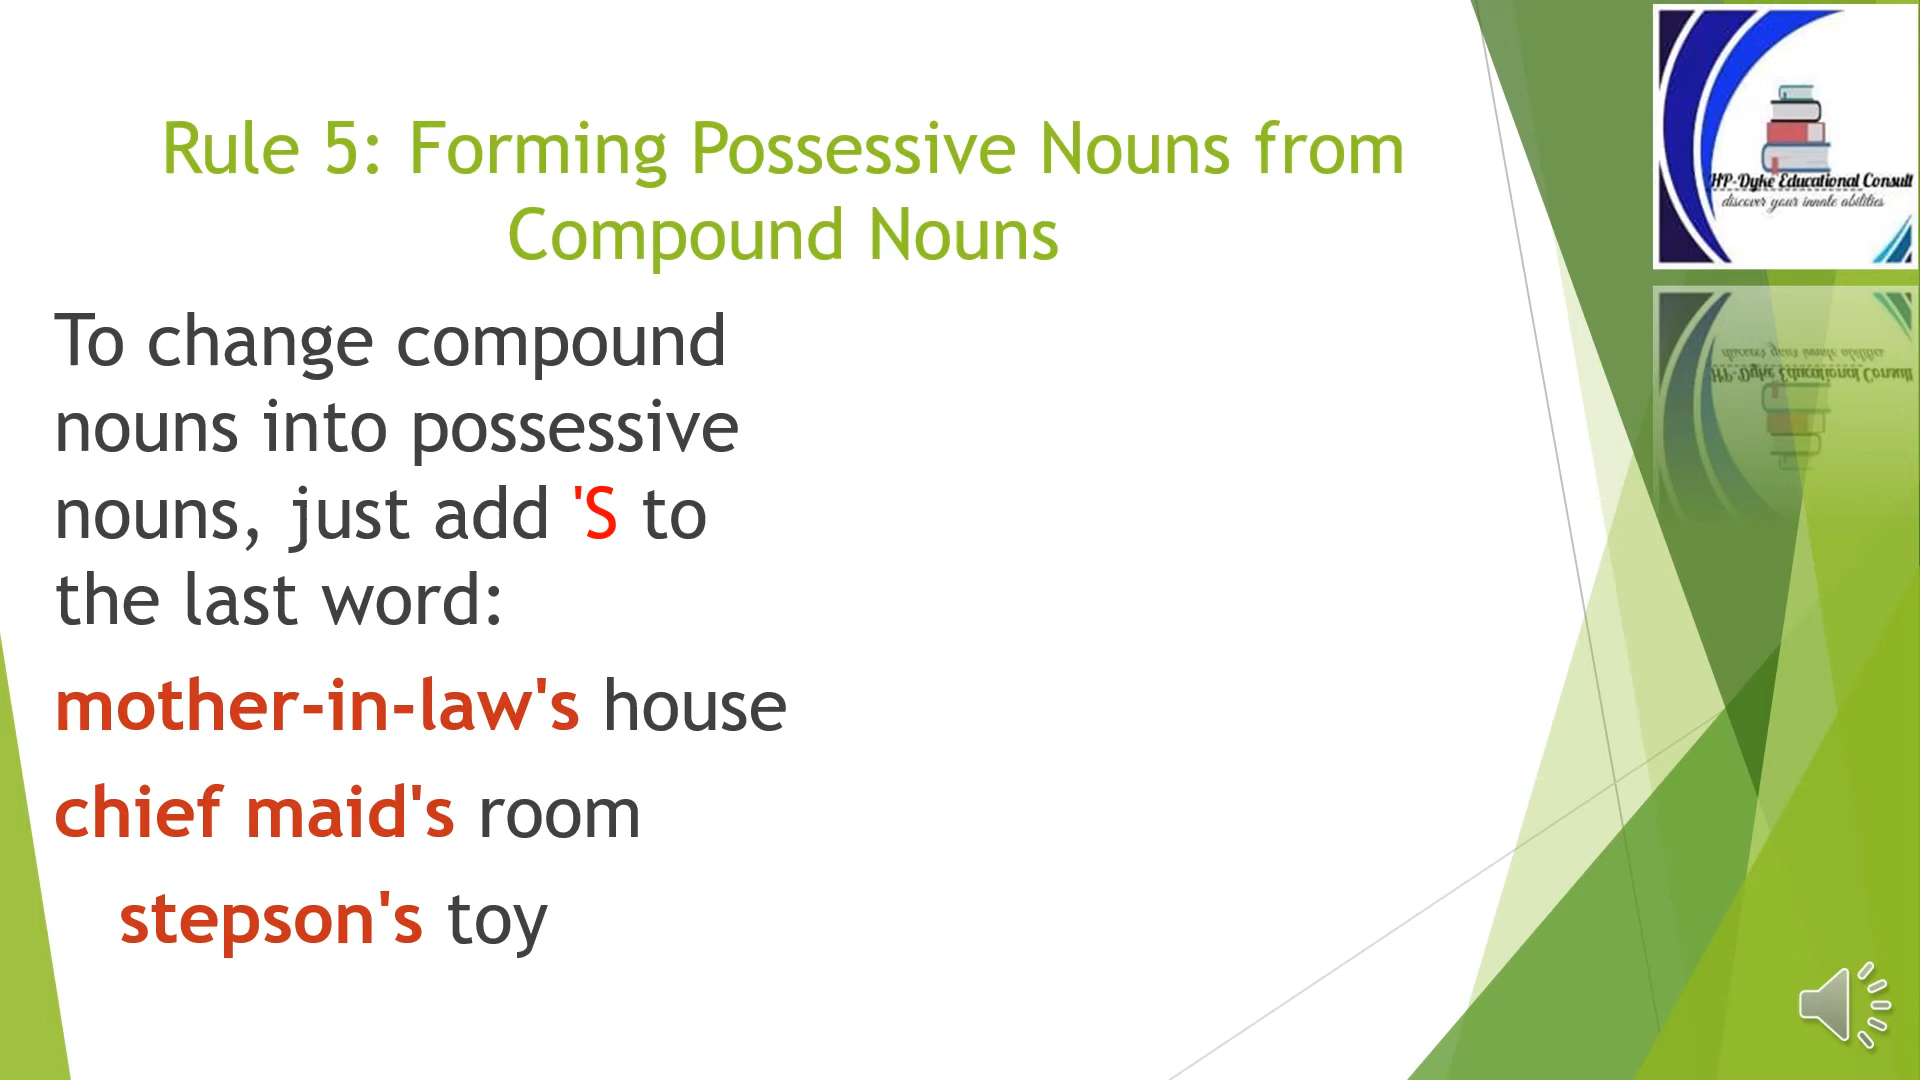 Rule 5: Forming Possessive Nouns from
Compound Nouns
To change compound
nouns into possessive
nouns, just add 'S to
the last word:
mother-in-law's house
chief maid's room
stepson's toy
HP-Dyke Educational Consult
discover your innate abilities